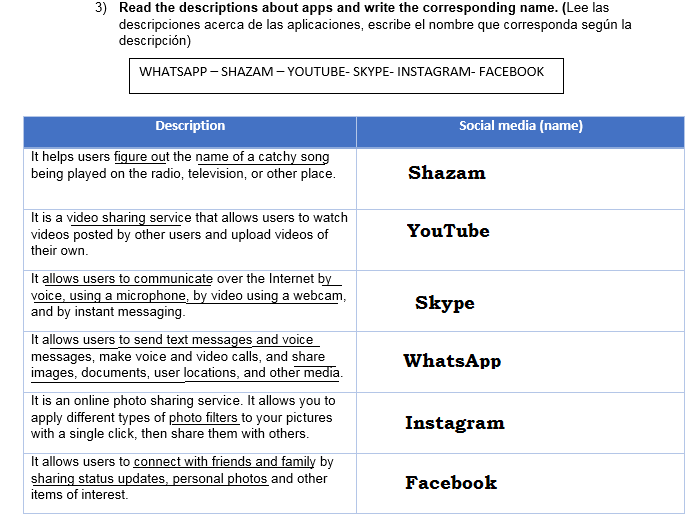 3) Read the descriptions about apps and write the corresponding name. (Lee las
descripciones acerca de las aplicaciones, escribe el nombre que corresponda según la
descripción)
WHATSAPP – SHAZAM – YOUTUBE- SKYPE- INSTAGRAM- FACEBOOK
Description
Social media (name)
It helps users figure out the name of a catchy song
being played on the radio, television, or other place.
Shazam
It is a video sharing service that allows users to watch
videos posted by other users and upload videos of
their own.
YouTube
It allows users to communicate over the Internet by
voice, using a microphone, by video using a webcam,
and by instant messaging.
Skype
It allows users to send text messages and voice
messages, make voice and video calls, and share
images, documents, user locations, and other media.
WhatsApp
It is an online photo sharing service. It allows you to
apply different types of photo filters to your pictures
with a single click, then share them with others.
Instagram
It allows users to connect with friends and family by
sharing status updates, personal photos and other
items of interest.
Facebook